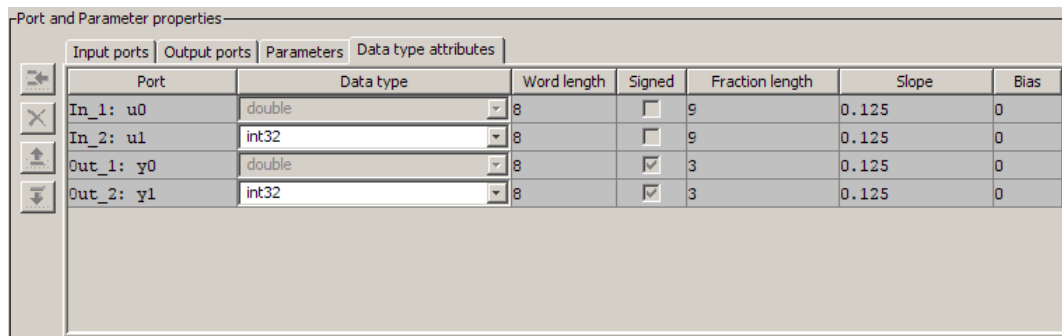 Port and Parameter properties
Input ports Output ports Parameters Data type attributes
Port Data type Word length Signed Fraction length Slope Bias
In_1: u0 double 8 9 0.125 0
In_2: u1 int32 8 9 0.125 0
Out_1: y0 double 8 3 0.125 0
Out_2: y1 int32 8 3 0.125 0